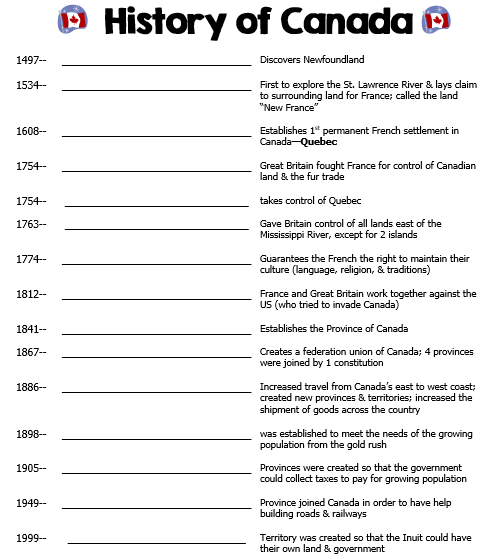 History of Canada
1497-- Discovers Newfoundland
1534-- First to explore the St. Lawrence River & lays claim
to surrounding land for France; called the land
“New France”
1608-- Establishes 1st permanent French settlement in
Canada—Quebec
1754-- Great Britain fought France for control of Canadian
land & the fur trade
1754-- takes control of Quebec
1763-- Gave Britain control of all lands east of the
Mississippi River, except for 2 islands
1774-- Guarantees the French the right to maintain their
culture (language, religion, & traditions)
1812-- France and Great Britain work together against the
US (who tried to invade Canada)
1841-- Establishes the Province of Canada
1867-- Creates a federation union of Canada; 4 provinces
were joined by 1 constitution
1886-- Increased travel from Canada’s east to west coast;
created new provinces & territories; increased the
shipment of goods across the country
1898-- was established to meet the needs of the growing
population from the gold rush
1905-- Provinces were created so that the government
could collect taxes to pay for growing population
1949-- Province joined Canada in order to have help
building roads & railways
1999-- Territory was created so that the Inuit could have
their own land & government